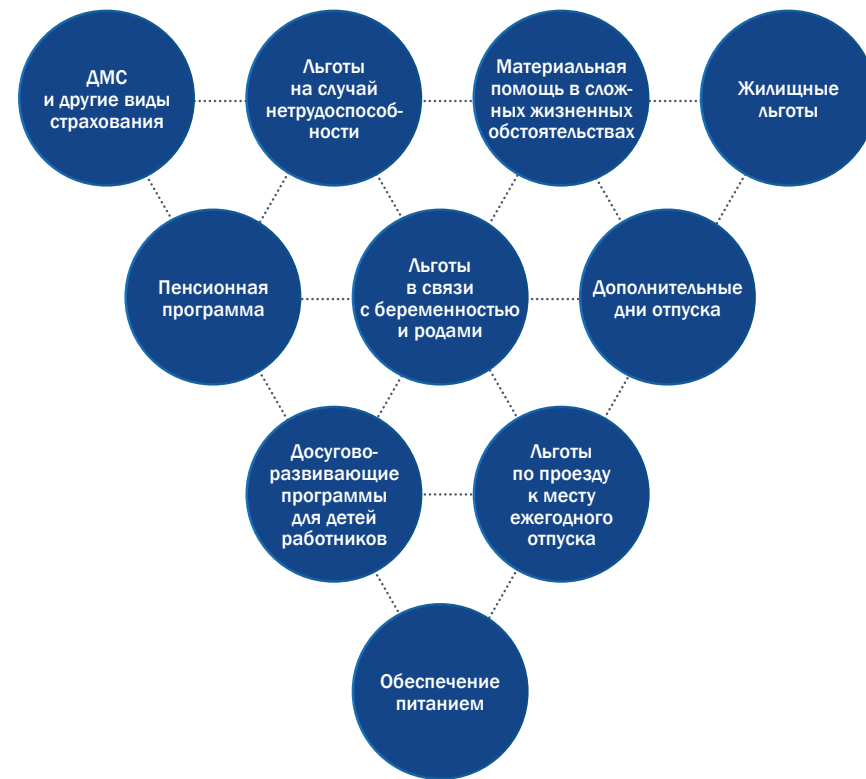 ДМС
и другие виды
страхования
Льготы
на случай
нетрудоспособ-
ности
Материальная
помощь в слож-
ных жизненных
обстоятельствах
Жилищные
льготы
Пенсионная
программа
Льготы
в связи
с беременностью
и родами
Дополнительные
дни отпуска
Досугово-
развивающие
программы
для детей
работников
Льготы
по проезду
к месту
ежегодного
отпуска
Обеспечение
питанием